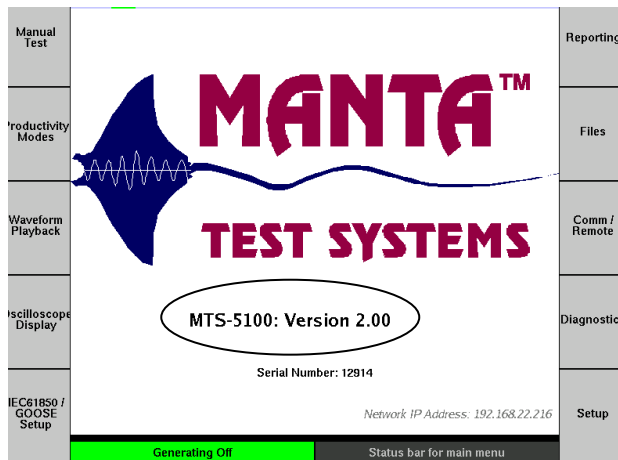 Manual
Test
Productivity
Modes
Waveform
Playback
Oscilloscope
Display
IEC61850 /
GOOSE
Setup
MANTA™
TEST SYSTEMS
MTS-5100: Version 2.00
Serial Number: 12914
Network IP Address: 192.168.22.216
Reporting
Files
Comm /
Remote
Diagnostic
Setup
Generating Off
Status bar for main menu